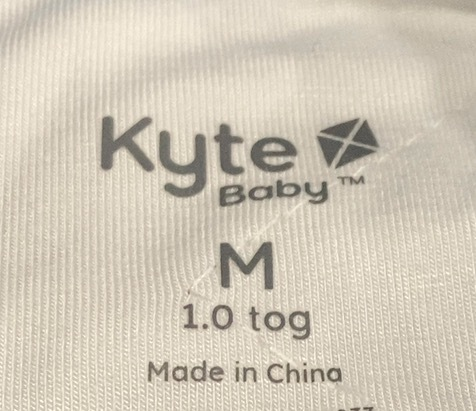 Kyte
Baby™
M
1.0 tog
Made in China